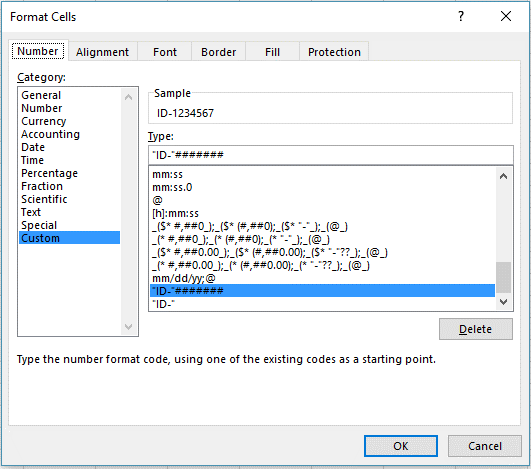 Format Cells
?
Number Alignment Font Border Fill Protection
Category:
General
Number
Currency
Accounting
Date
Time
Percentage
Fraction
Scientific
Text
Special
Custom
Sample
ID-1234567
Type:
"ID-"#######
mm:ss
mm:ss.0
@
[h]:mm:ss
_($* #,##0_);_($* (#,##0);_($* "-"_);_(@_)
_(* #,##0_);_(* (#,##0);_(* "-"_);_(@_)
_($* #,##0.00_);_($* (#,##0.00);_($* "-"??_);_(@_)
_(* #,##0.00_);_(* (#,##0.00);_(* "-"??_);_(@_)
mm/dd/yy;@
"ID-"#######
"ID-"
Delete
Type the number format code, using one of the existing codes as a starting point.
OK Cancel